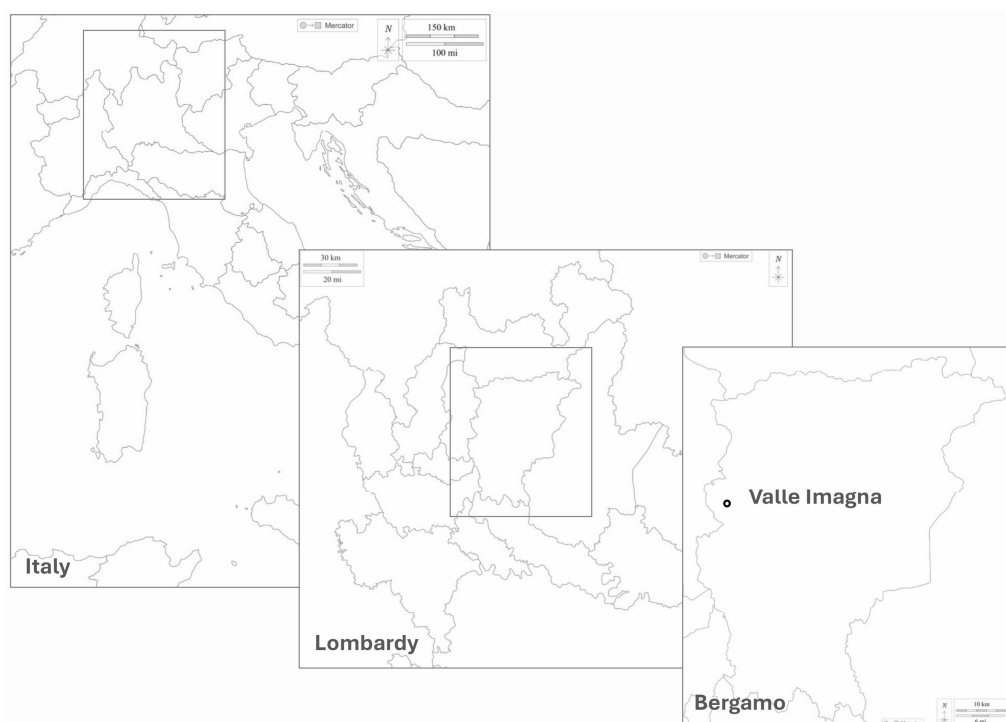 Mercator
N
150 km
100 mi
Italy
30 km
20 mi
Mercator
N
Lombardy
Valle Imagna
Bergamo
N
10 km